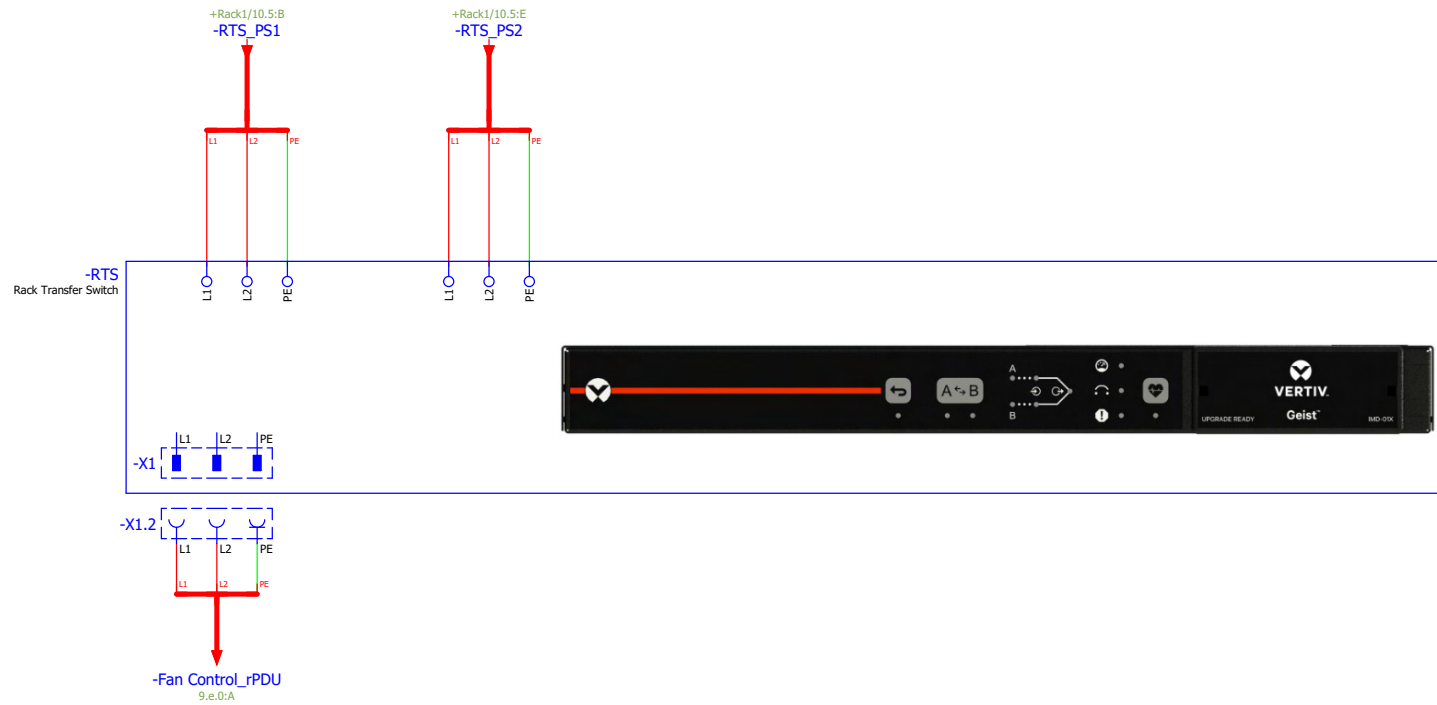 +Rack1/10.5:B
-RTS_PS1
+Rack1/10.5:E
-RTS_PS2
L1 L2 PE
L1 L2 PE
-RTS
Rack Transfer Switch
L1 L2 PE
L1 L2 PE
A
A B
B
VERTIV.
Geist™
UPGRADE READY
IMD-01X
L1 L2 PE
-X1
-X1.2
L1 L2 PE
L1 L2 PE
-Fan Control_rPDU
9.e.0:A